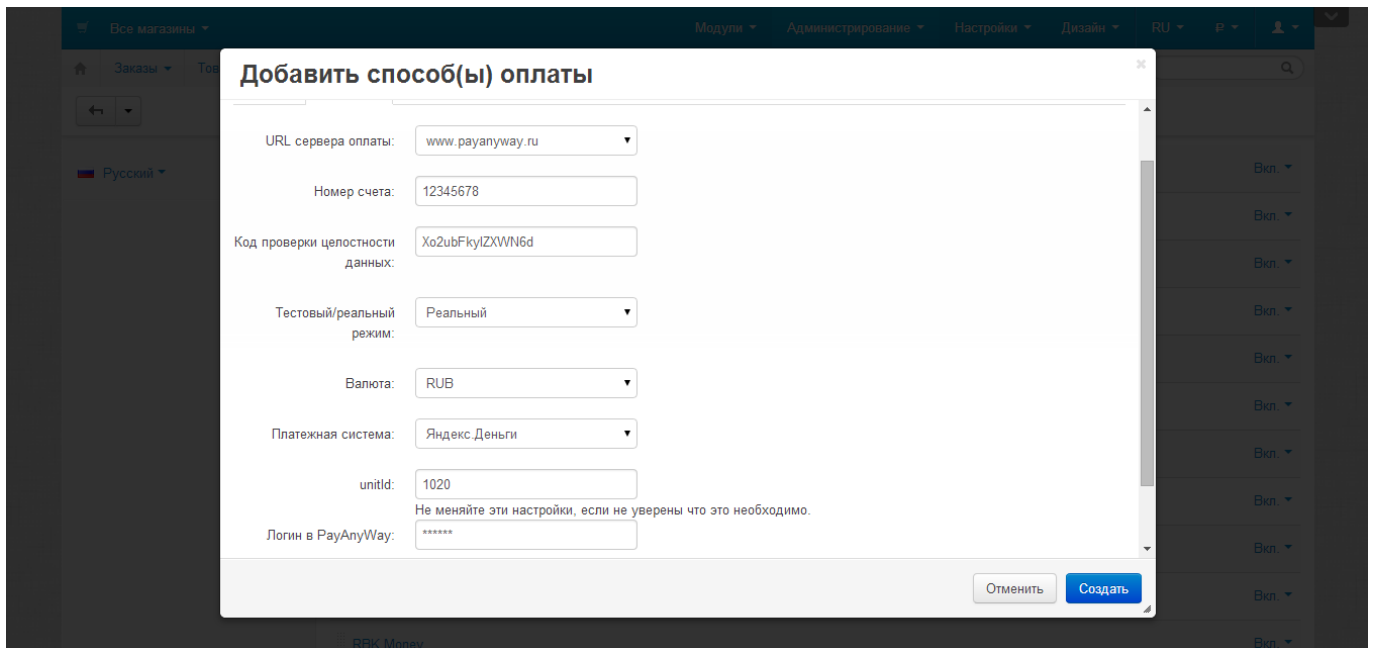 Все магазины Модули Администрирование Настройки Дизайн RU
Заказы Тов
Добавить способ(ы) оплаты
Русский
URL сервера оплаты: www.payanyway.ru
Вкл.
Номер счета: 12345678
Вкл.
Код проверки целостности
данных:
Xo2ubFkylZXWN6d
Вкл.
Тестовый/реальный
режим:
Реальный
Вкл.
Вкл.
Валюта: RUB
Вкл.
Платежная система: Яндекс.Деньги
Вкл.
unitId: 1020
Вкл.
Не меняйте эти настройки, если не уверены что это необходимо.
Логин в PayAnyWay: ******
Вкл.
Отменить Создать
Вкл.
RBK Money Вкл.